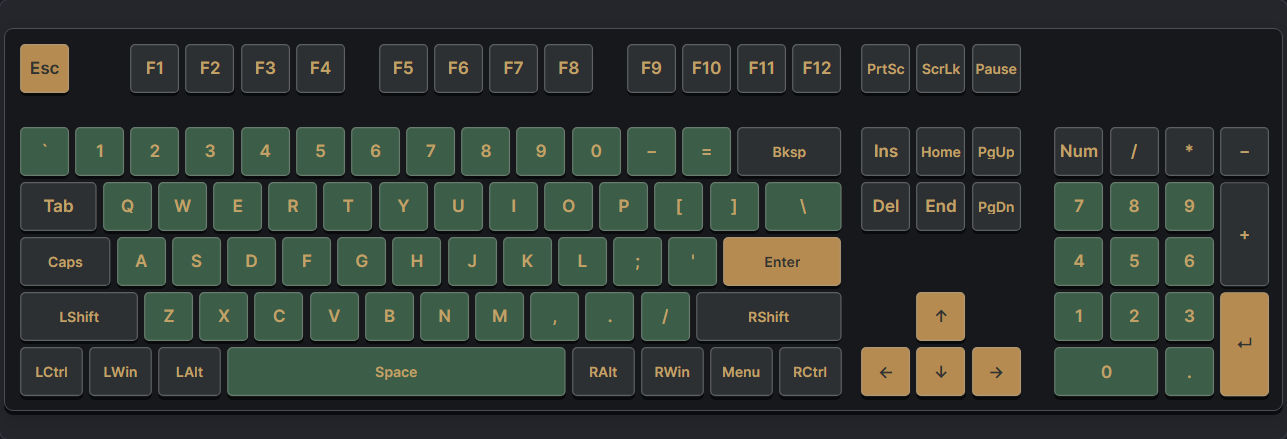 Esc F1 F2 F3 F4 F5 F6 F7 F8 F9 F10 F11 F12 PrtSc ScrLk Pause
` 1 2 3 4 5 6 7 8 9 0 − = Bksp Ins Home PgUp Num / * −
Tab Q W E R T Y U I O P [ ] \ Del End PgDn 7 8 9 +
Caps A S D F G H J K L ; ' Enter 4 5 6
LShift Z X C V B N M , . / RShift ↑ 1 2 3 ↵
LCtrl LWin LAlt Space RAlt RWin Menu RCtrl ← ↓ → 0 .